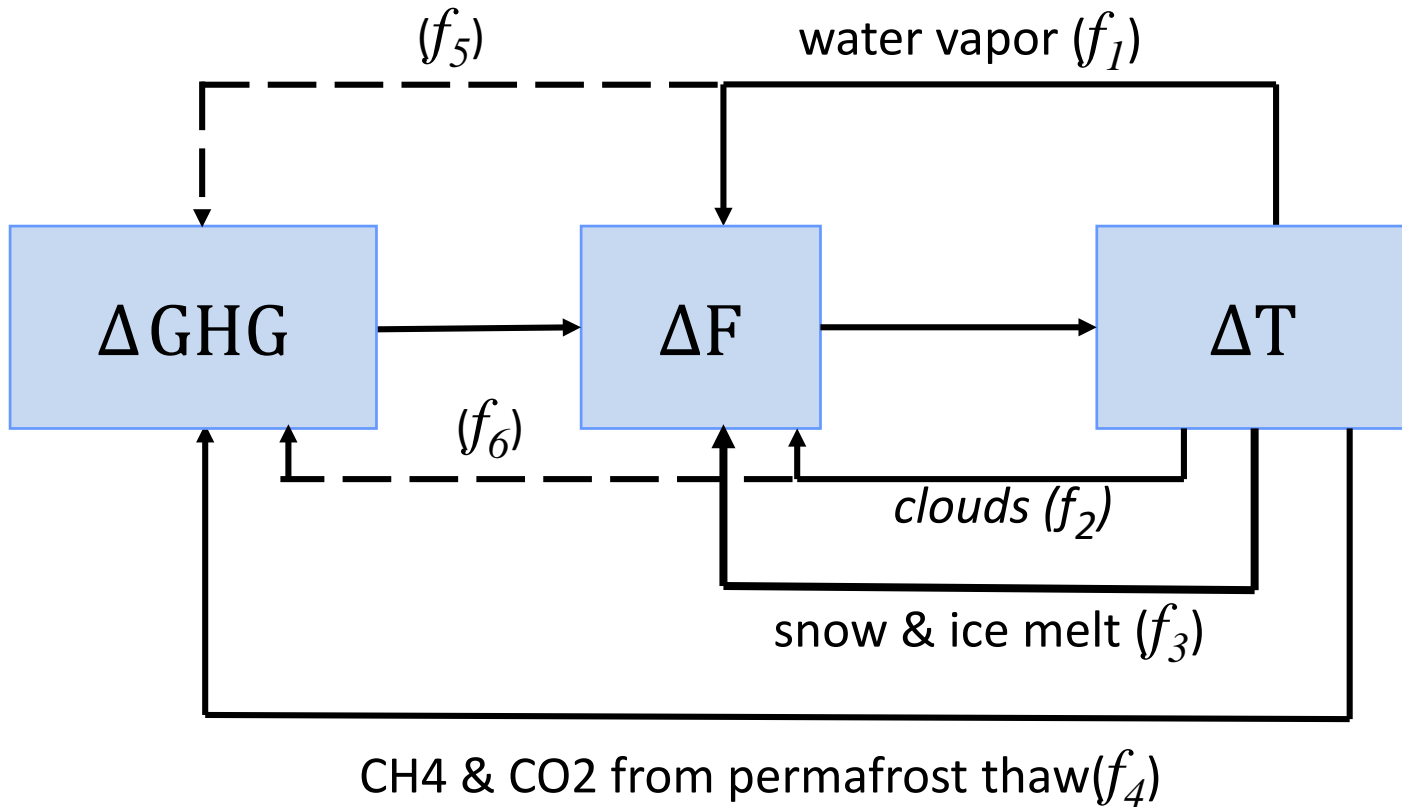 (f5)
water vapor (f1)
ΔGHG
ΔF
ΔT
(f6)
clouds (f2)
snow & ice melt (f3)
CH4 & CO2 from permafrost thaw(f4)